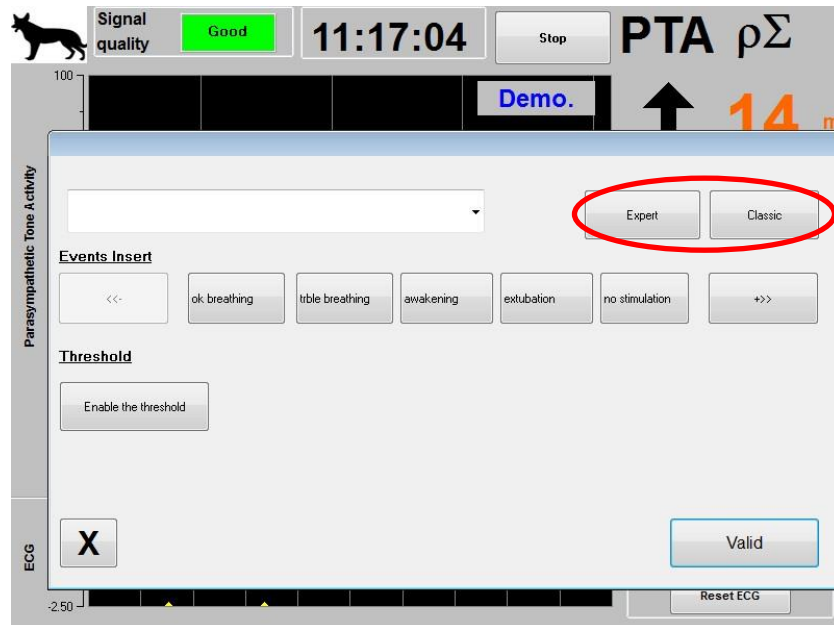 Signal
quality
Good
11:17:04
Stop
PTA ρΣ
100
Demo.
14
Parasympathetic Tone Activity
Expert
Classic
Events Insert
<<-
ok breathing
trble breathing
awakening
extubation
no stimulation
+>>
Threshold
Enable the threshold
X
Valid
ECG
-2.50
Reset ECG